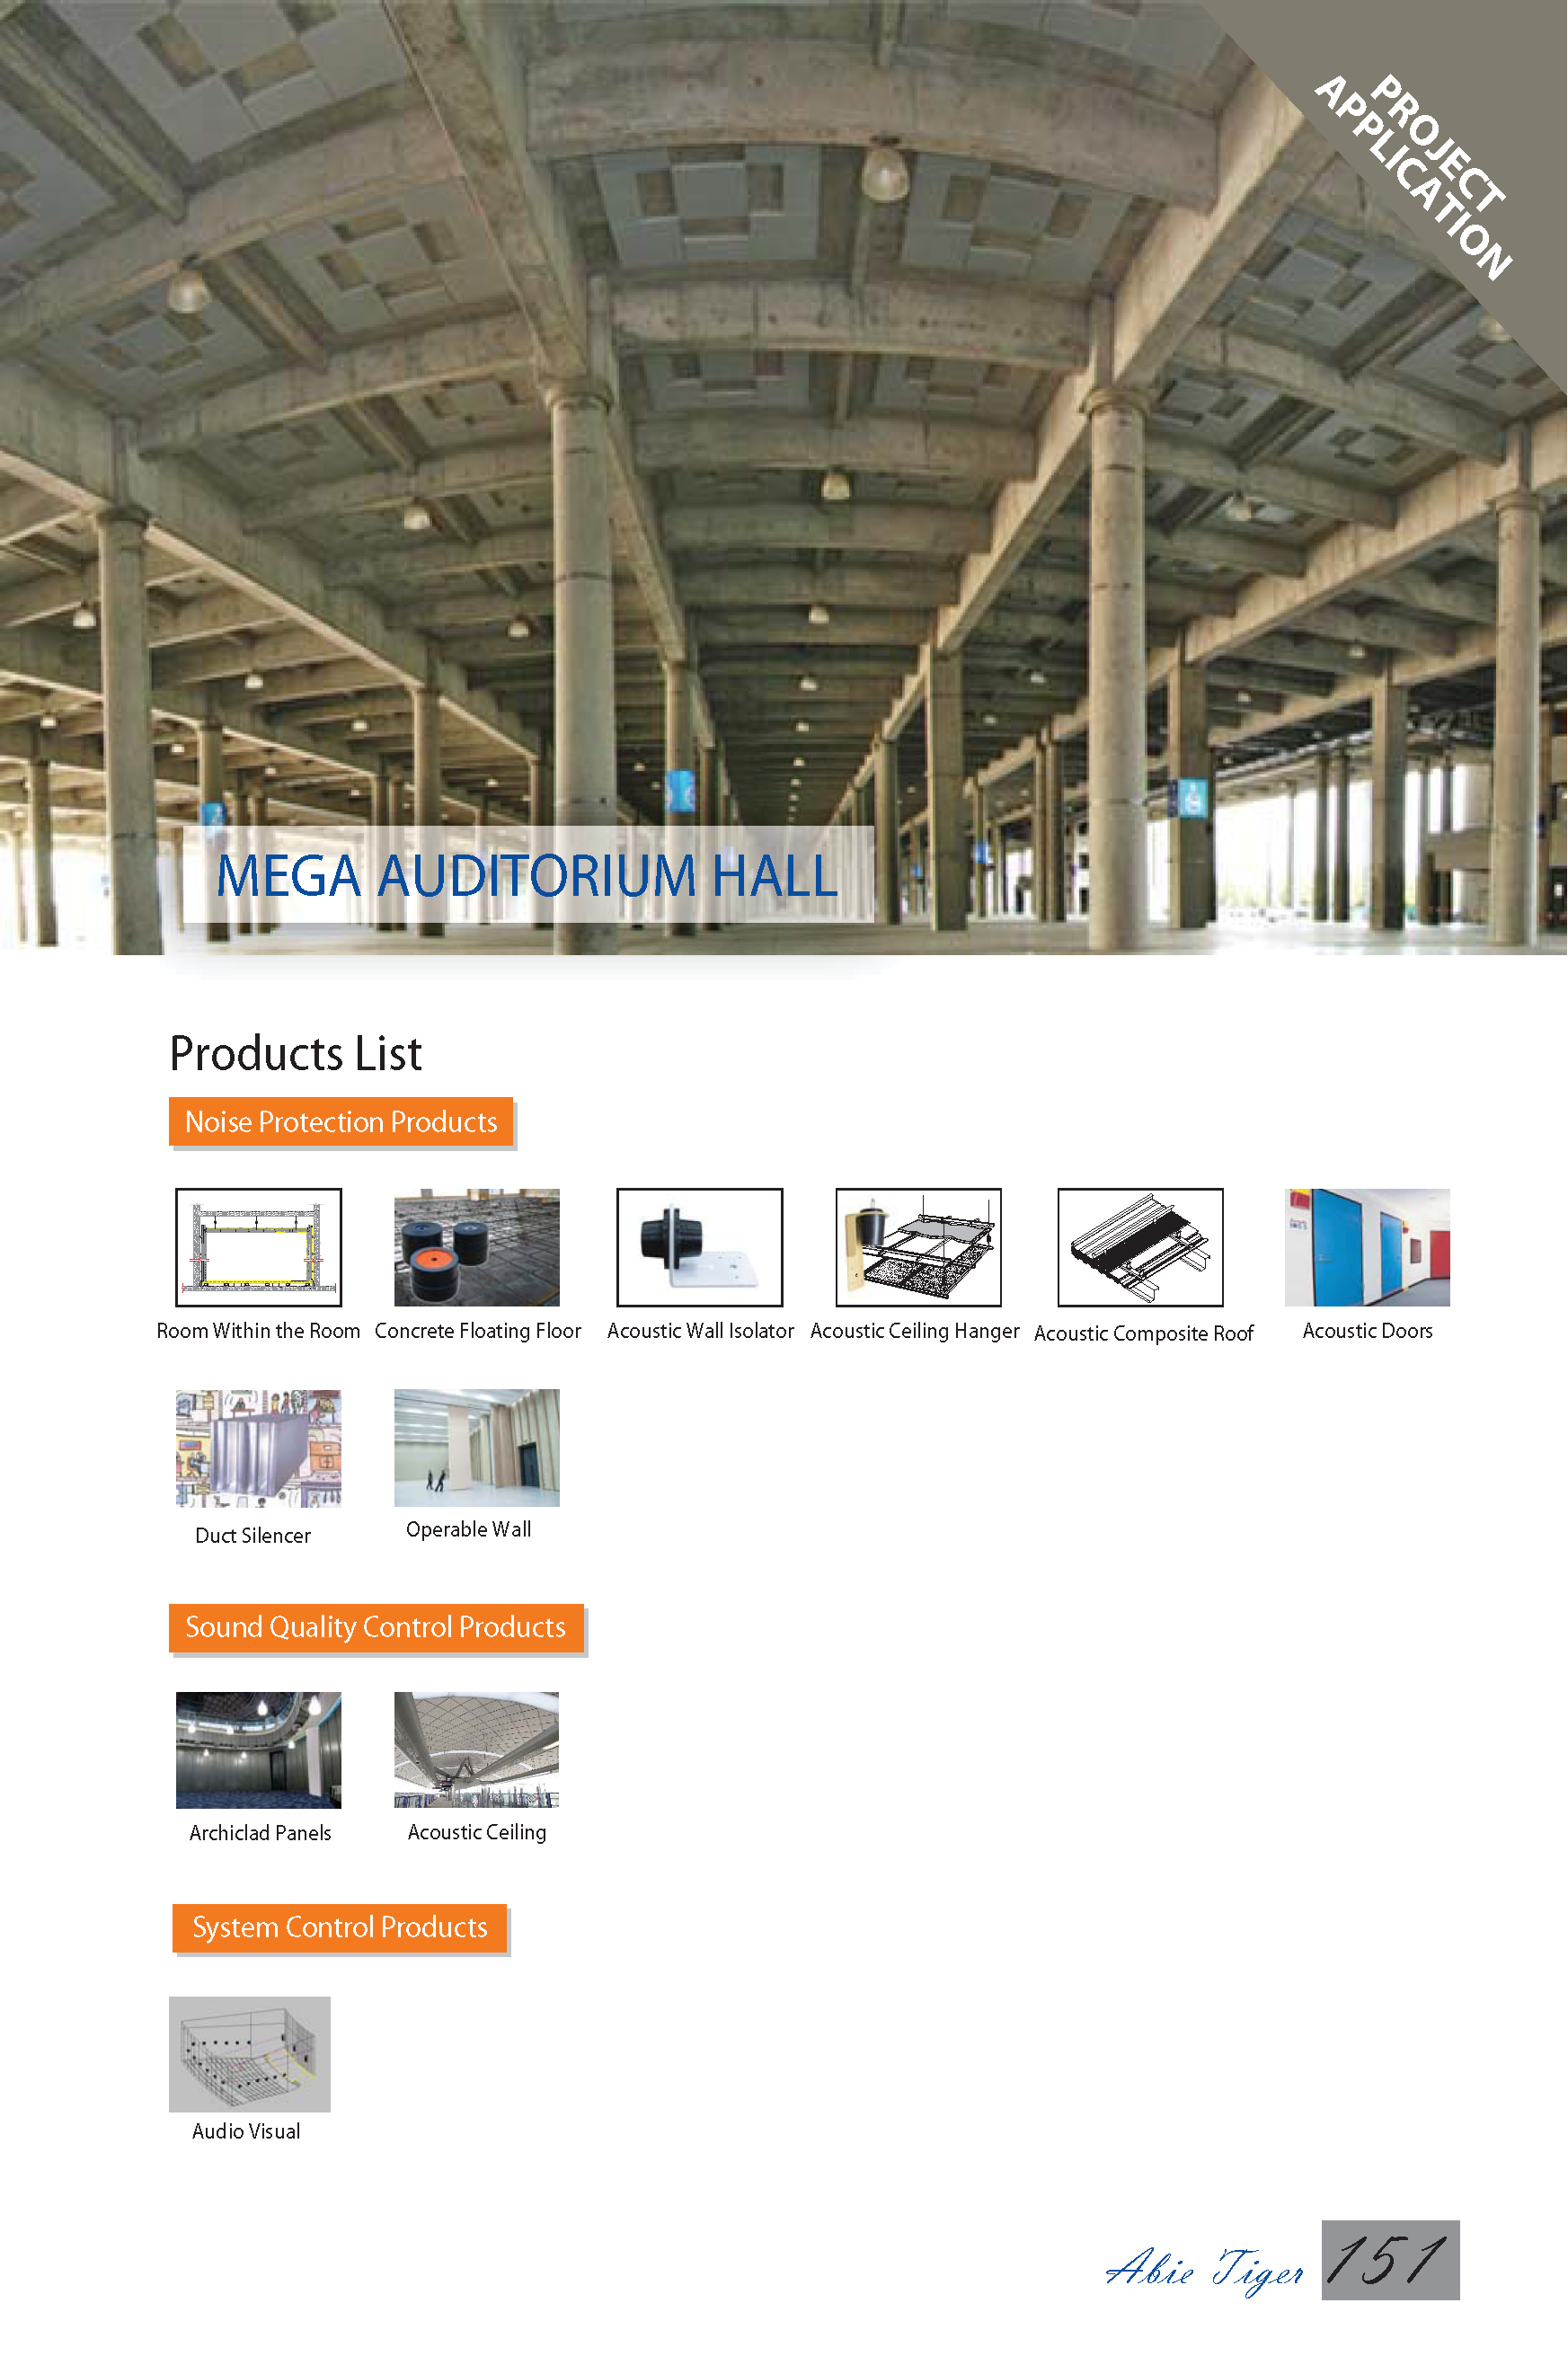 PROJECT
APPLICATION
MEGA AUDITORIUM HALL
Products List
Noise Protection Products
Room Within the Room
Concrete Floating Floor
Acoustic Wall Isolator
Acoustic Ceiling Hanger
Acoustic Composite Roof
Acoustic Doors
Duct Silencer
Operable Wall
Sound Quality Control Products
Archiclad Panels
Acoustic Ceiling
System Control Products
Audio Visual
Abie Tiger 151